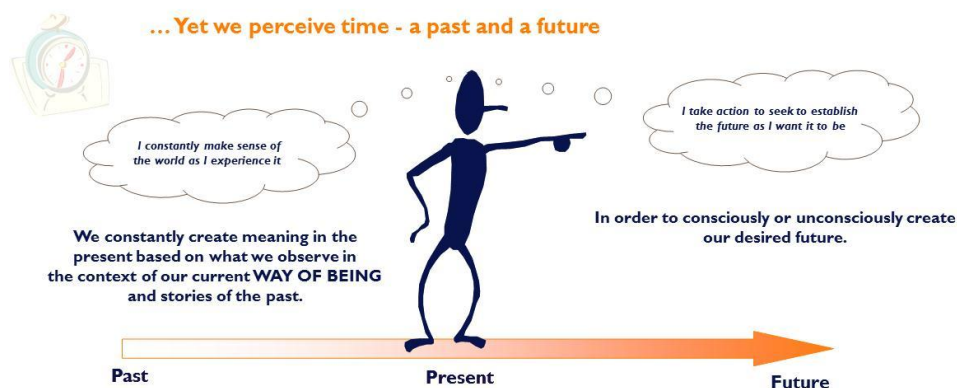 ... Yet we perceive time - a past and a future
I constantly make sense of
the world as I experience it
I take action to seek to establish
the future as I want it to be
We constantly create meaning in the
present based on what we observe in
the context of our current WAY OF BEING
and stories of the past.
In order to consciously or unconsciously create
our desired future.
Past
Present
Future